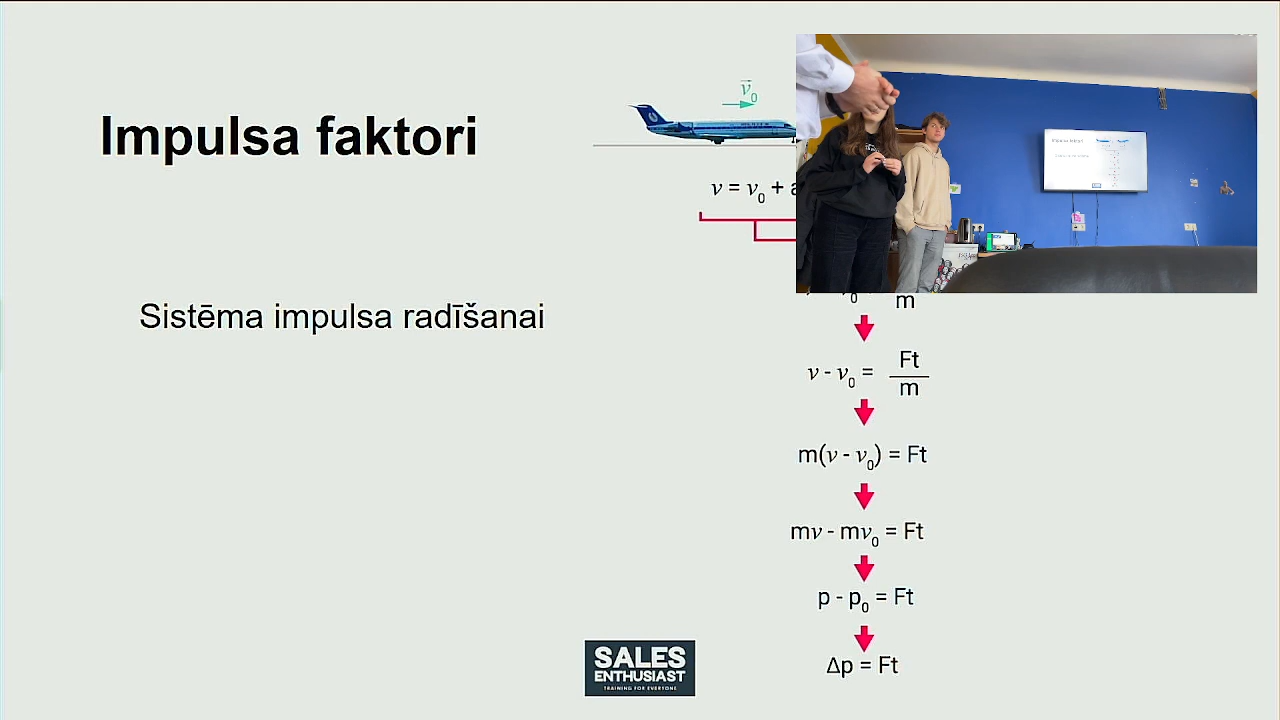 Impulsa faktori
Sistēma impulsa radīšanai
v⃗₀
v = v₀ +
m
v - v₀ = Ft/m
m(v - v₀) = Ft
mv - mv₀ = Ft
p - p₀ = Ft
Δp = Ft
SALES
ENTHUSIAST
TRAINING FOR EVERYONE